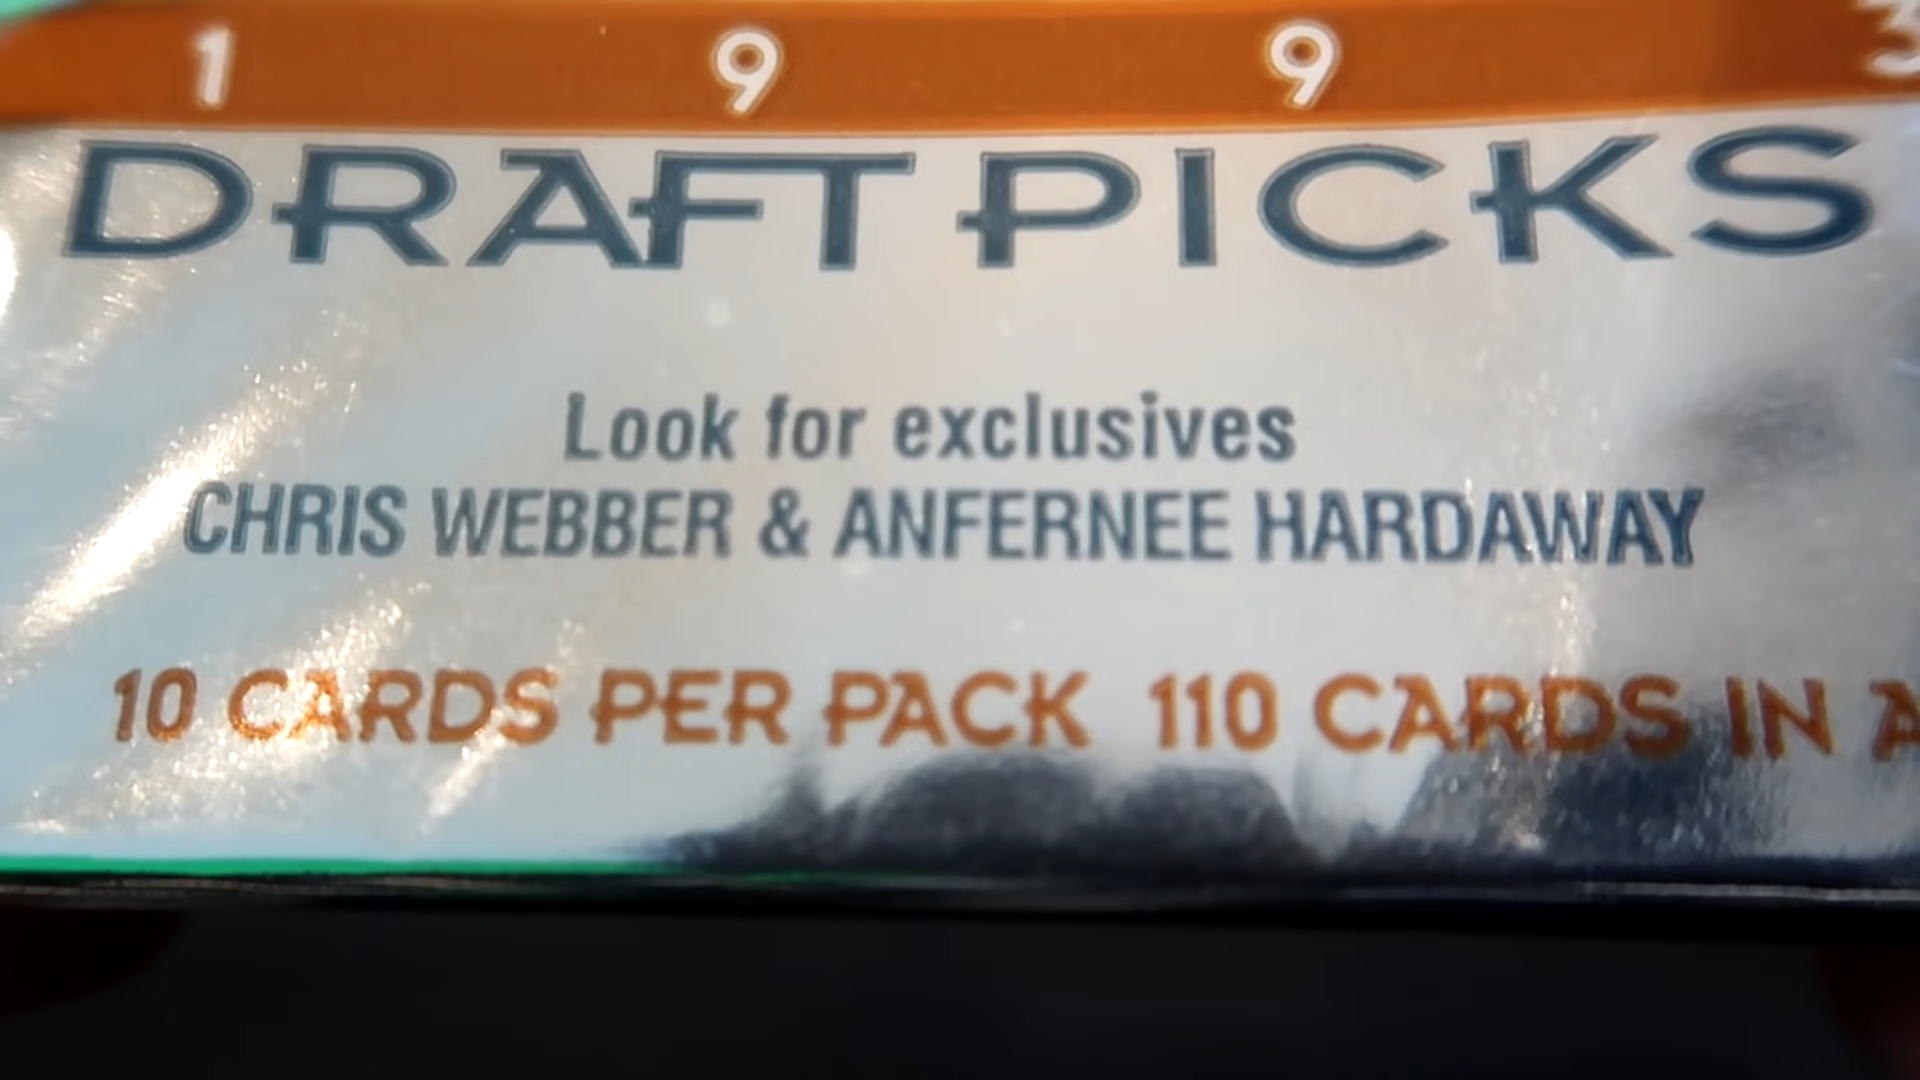 1 9 9 3
DRAFT PICKS
Look for exclusives
CHRIS WEBBER & ANFERNEE HARDAWAY
10 CARDS PER PACK 110 CARDS IN A